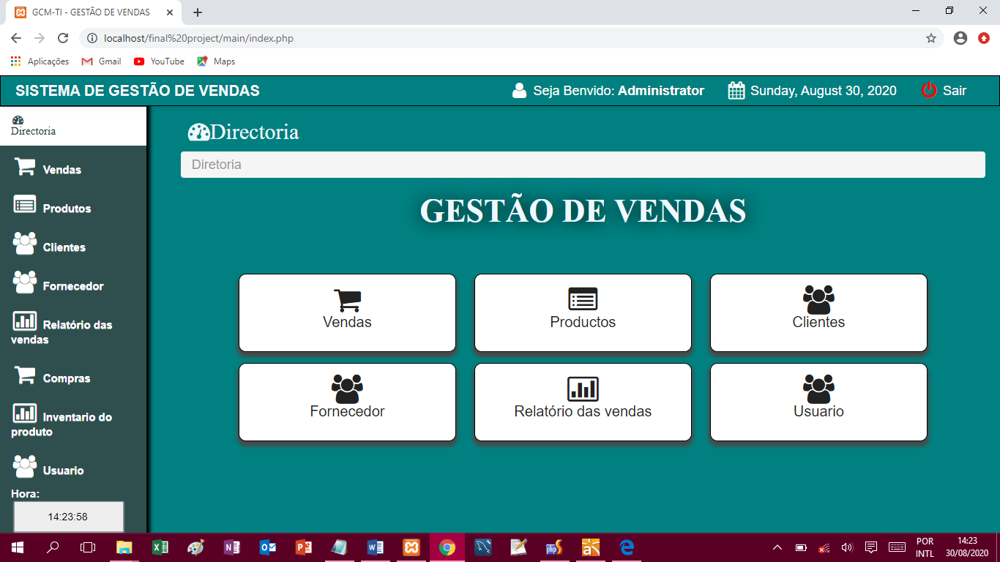 GCM-TI - GESTÃO DE VENDAS
localhost/final%20project/main/index.php
Aplicações Gmail YouTube Maps
SISTEMA DE GESTÃO DE VENDAS
Seja Benvido: Administrator
Sunday, August 30, 2020
Sair
Directoria
Vendas
Produtos
Clientes
Fornecedor
Relatório das
vendas
Compras
Inventario do
produto
Usuario
Hora:
14:23:58
Directoria
Diretoria
GESTÃO DE VENDAS
Vendas
Productos
Clientes
Fornecedor
Relatório das vendas
Usuario
POR
INTL
14:23
30/08/2020